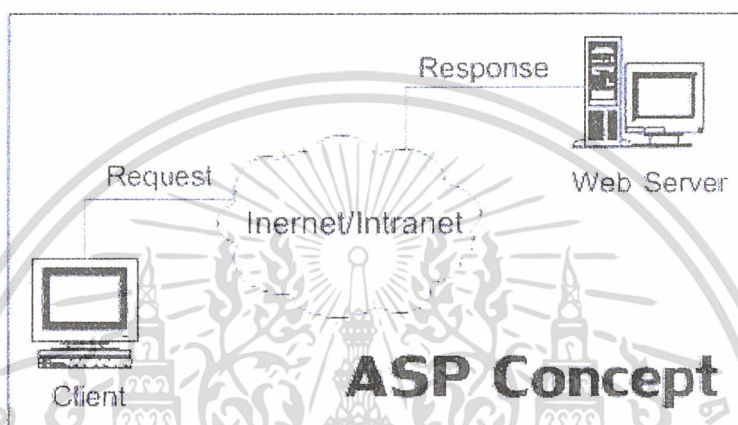 Response
Web Server
Request
Inernet/Intranet
Client
ASP Concept